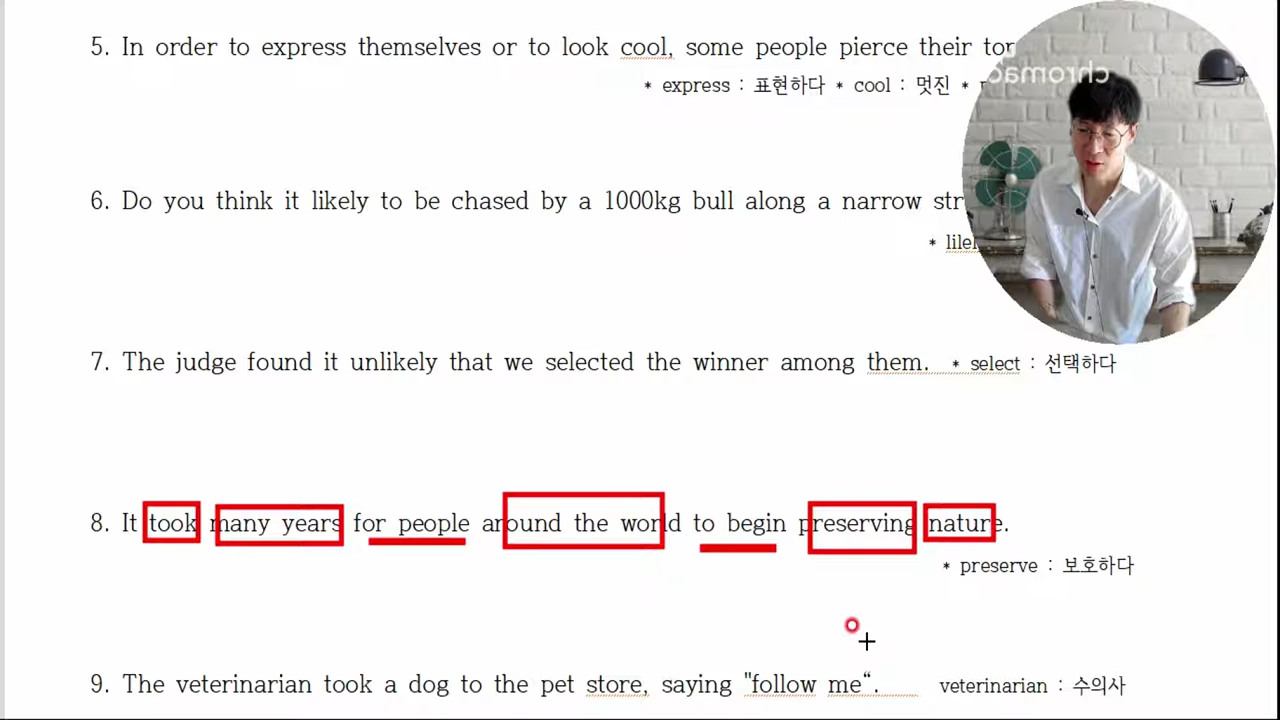 5. In order to express themselves or to look cool, some people pierce their
* express : 표현하다 * cool : 멋진 *
6. Do you think it likely to be chased by a 1000kg bull along a narrow
*
7. The judge found it unlikely that we selected the winner among them. * select : 선택하다
8. It took many years for people around the world to begin preserving nature.
* preserve : 보호하다
9. The veterinarian took a dog to the pet store, saying "follow me“. veterinarian : 수의사